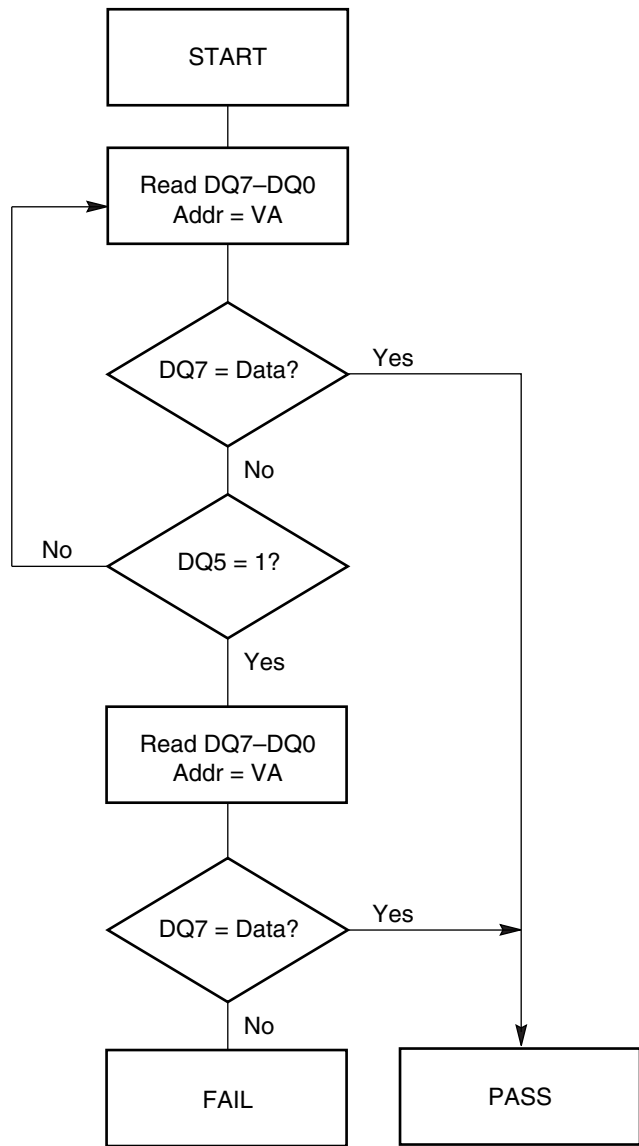 START
Read DQ7–DQ0
Addr = VA
DQ7 = Data?
Yes
No
No
DQ5 = 1?
Yes
Read DQ7–DQ0
Addr = VA
DQ7 = Data?
Yes
No
FAIL
PASS